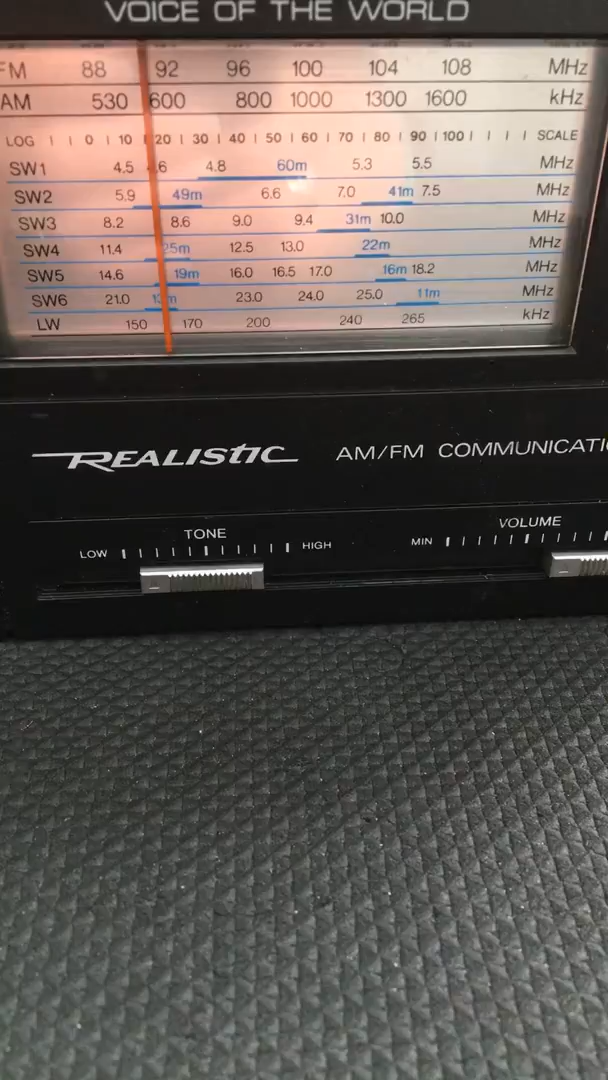 VOICE OF THE WORLD
FM 88 92 96 100 104 108 MHz
AM 530 600 800 1000 1300 1600 kHz
LOG 0 10 20 30 40 50 60 70 80 90 100 SCALE
SW1 4.5 4.8 60m 5.3 5.5 MHz
SW2 5.9 49m 6.6 7.0 41m 7.5 MHz
SW3 8.2 8.6 9.0 9.4 31m 10.0 MHz
SW4 11.4 25m 12.5 13.0 22m MHz
SW5 14.6 19m 16.0 16.5 17.0 16m 18.2 MHz
SW6 21.0 13m 23.0 24.0 25.0 11m MHz
LW 150 170 200 240 265 kHz
REALISTIC AM/FM COMMUNICATI
TONE VOLUME
LOW HIGH MIN